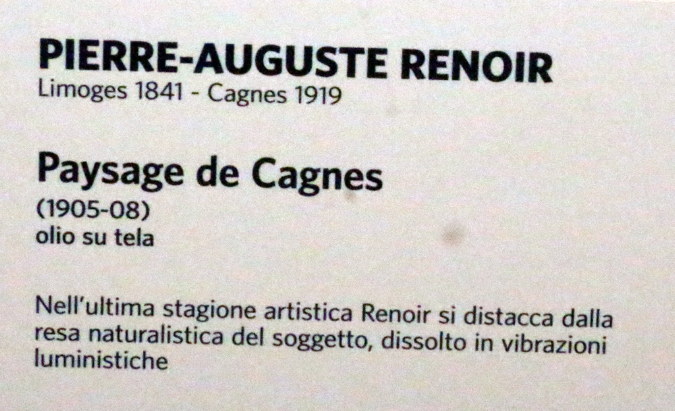 PIERRE-AUGUSTE RENOIR
Limoges 1841 - Cagnes 1919
Paysage de Cagnes
(1905-08)
olio su tela
Nell'ultima stagione artistica Renoir si distacca dalla
resa naturalistica del soggetto, dissolto in vibrazioni
luministiche